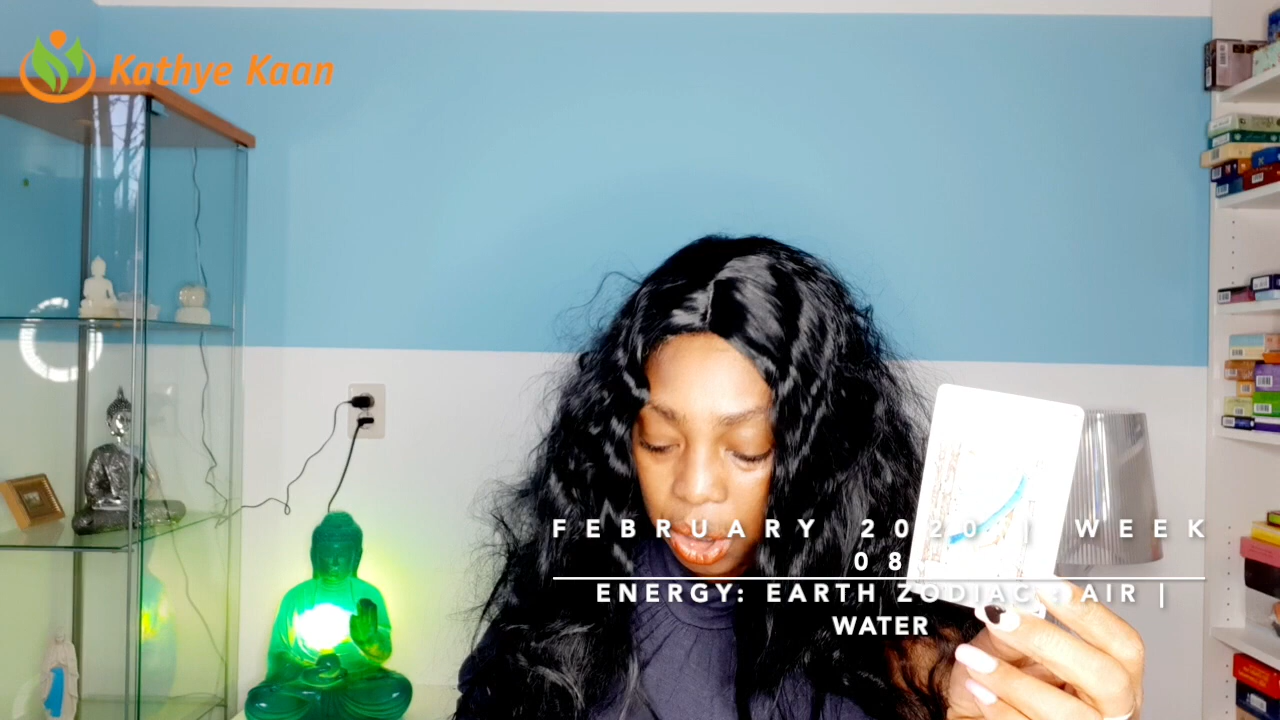 Kathye Kaan
FEBRUARY 2020 | WEEK
08
ENERGY: EARTH ZODIAC : AIR |
WATER